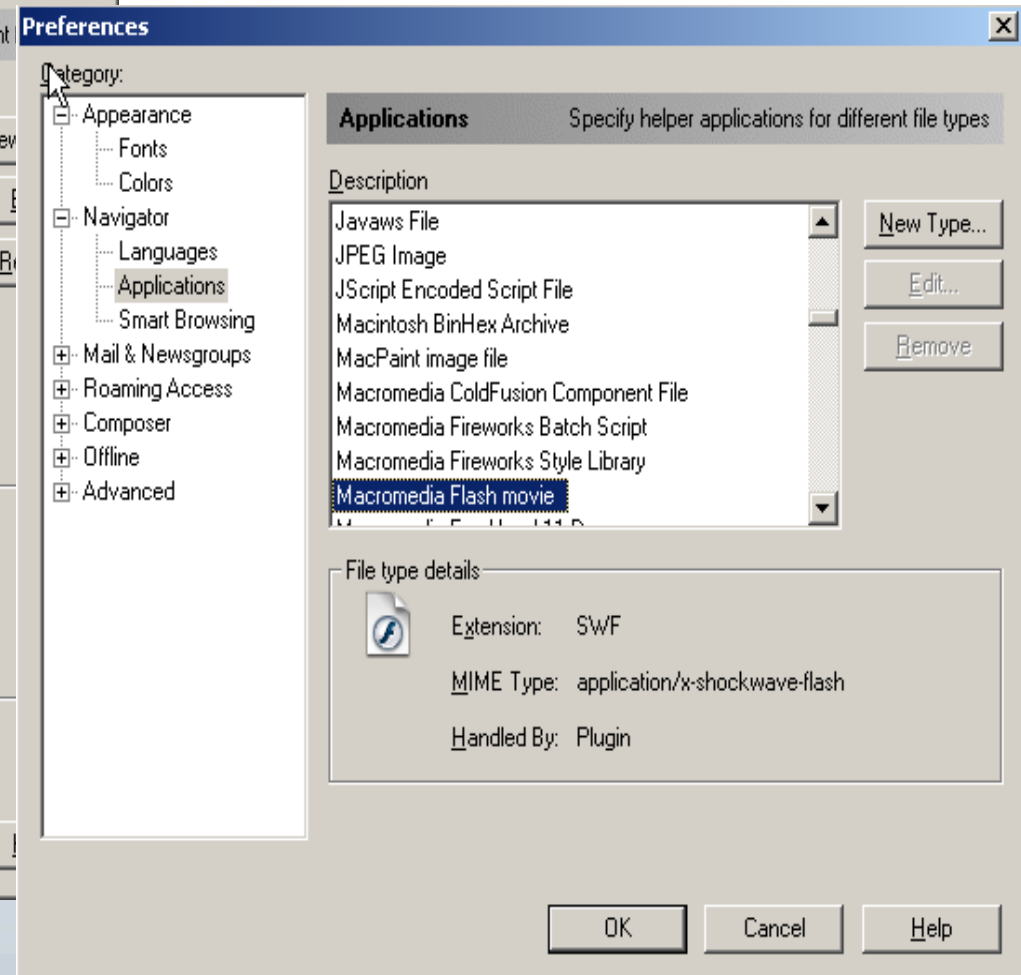 Preferences
Category:
Appearance
Fonts
Colors
Navigator
Languages
Applications
Smart Browsing
Mail & Newsgroups
Roaming Access
Composer
Offline
Advanced
Applications Specify helper applications for different file types
Description
Javaws File
JPEG Image
JScript Encoded Script File
Macintosh BinHex Archive
MacPaint image file
Macromedia ColdFusion Component File
Macromedia Fireworks Batch Script
Macromedia Fireworks Style Library
Macromedia Flash movie
New Type...
Edit...
Remove
File type details
Extension: SWF
MIME Type: application/x-shockwave-flash
Handled By: Plugin
OK Cancel Help